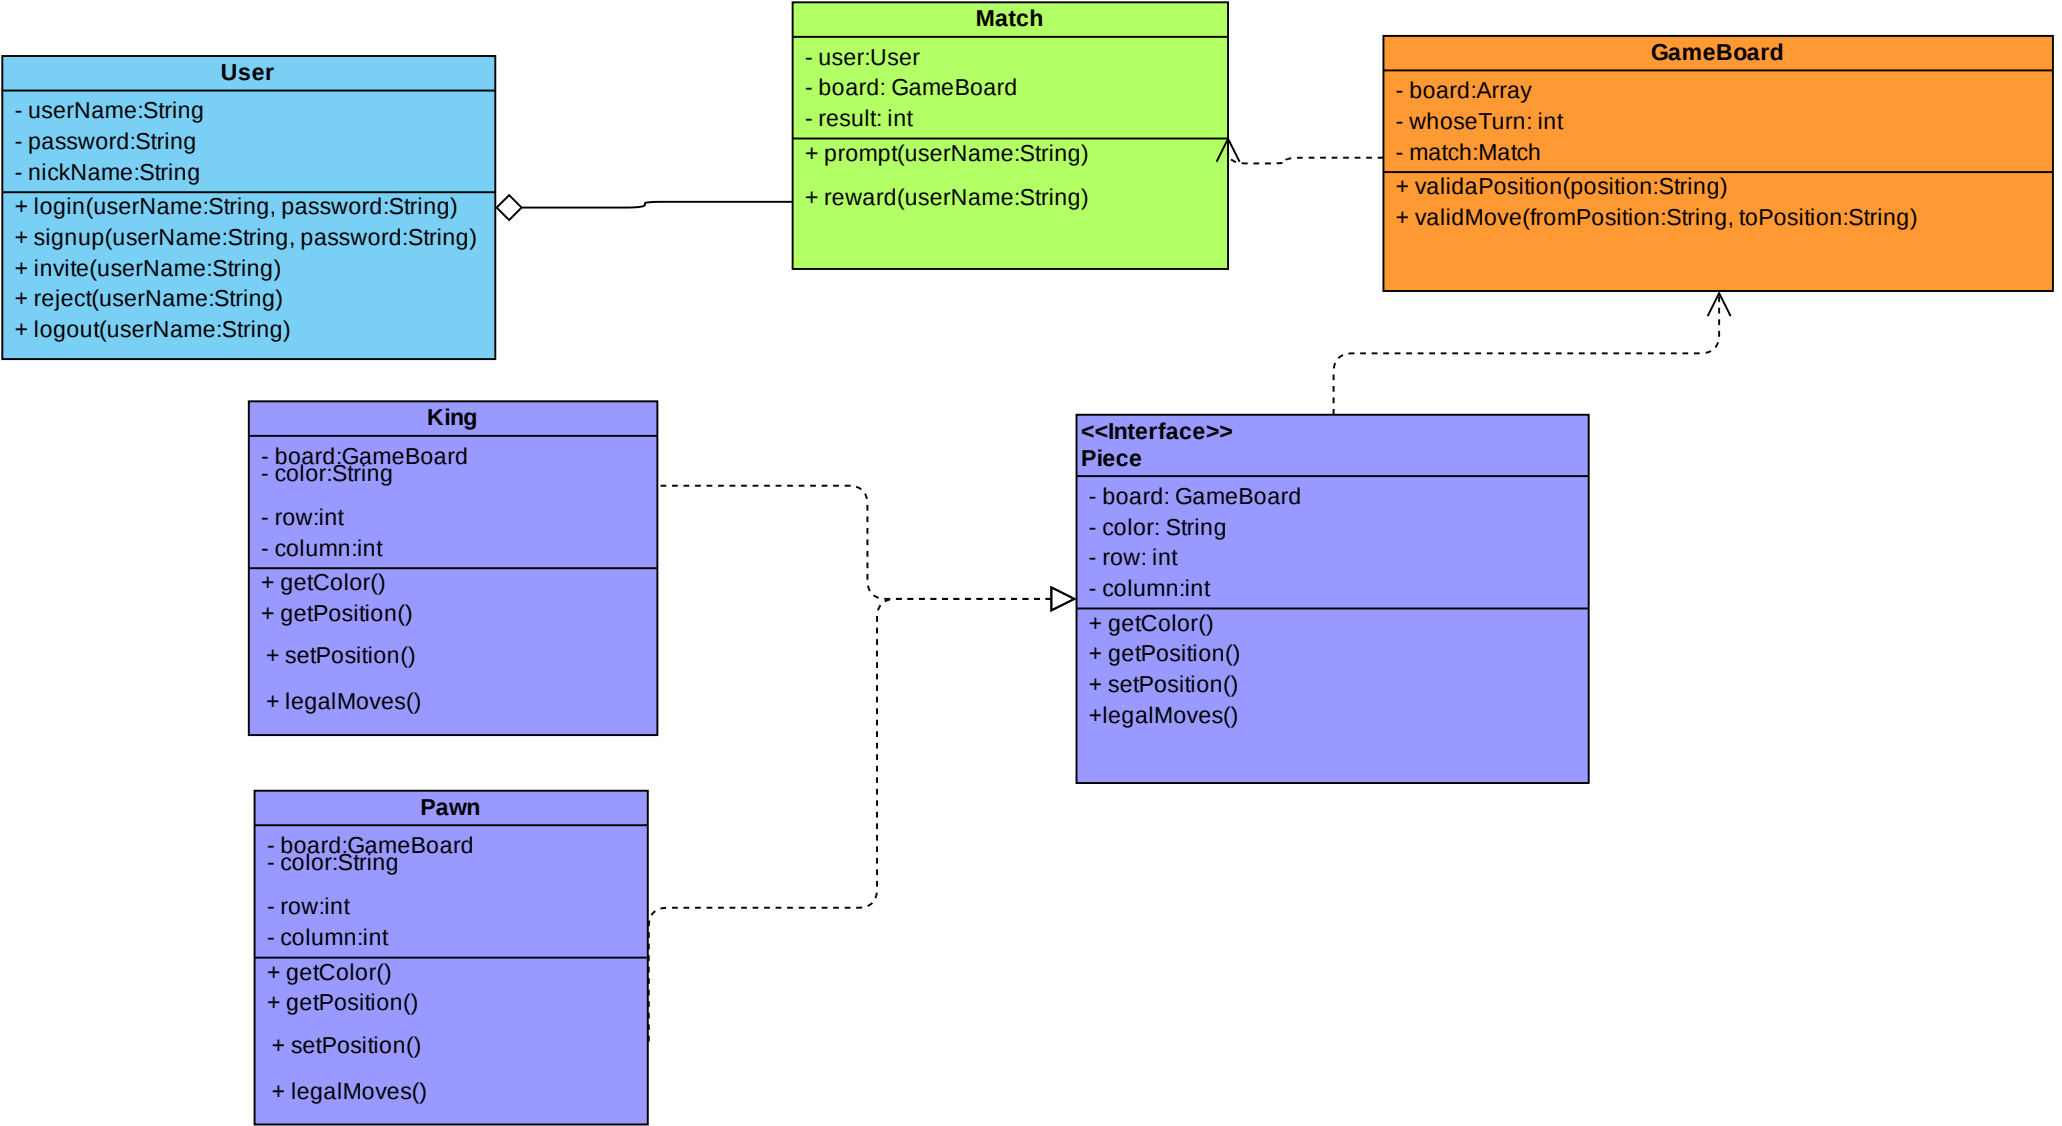 User
- userName:String
- password:String
- nickName:String
+ login(userName:String, password:String)
+ signup(userName:String, password:String)
+ invite(userName:String)
+ reject(userName:String)
+ logout(userName:String)
Match
- user:User
- board: GameBoard
- result: int
+ prompt(userName:String)
+ reward(userName:String)
GameBoard
- board:Array
- whoseTurn: int
- match:Match
+ validaPosition(position:String)
+ validMove(fromPosition:String, toPosition:String)
King
- board:GameBoard
- color:String
- row:int
- column:int
+ getColor()
+ getPosition()
+ setPosition()
+ legalMoves()
<<Interface>>
Piece
- board: GameBoard
- color: String
- row: int
- column:int
+ getColor()
+ getPosition()
+ setPosition()
+legalMoves()
Pawn
- board:GameBoard
- color:String
- row:int
- column:int
+ getColor()
+ getPosition()
+ setPosition()
+ legalMoves()